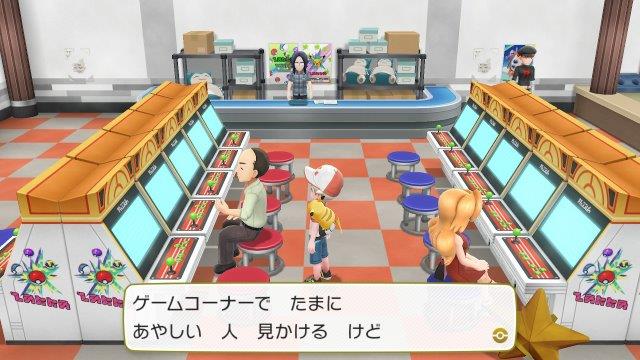 ゲームコーナーで　たまに
あやしい　人　見かける　けど